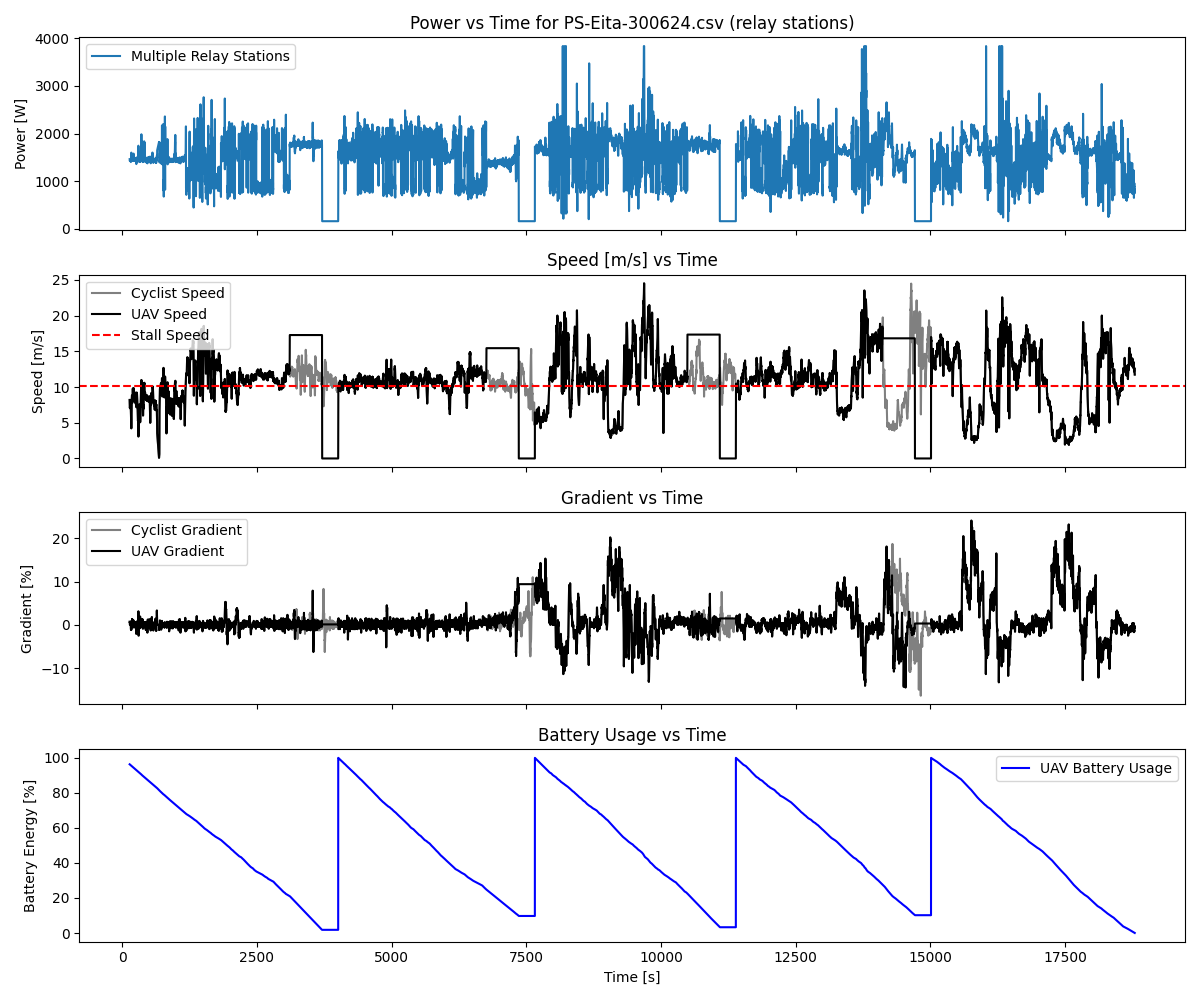 Power vs Time for PS-Eita-300624.csv (relay stations)
4000
3000
2000
1000
0
Power [W]
Multiple Relay Stations
Speed [m/s] vs Time
25
20
15
10
5
0
Speed [m/s]
Cyclist Speed
UAV Speed
Stall Speed
Gradient vs Time
20
10
0
−10
Gradient [%]
Cyclist Gradient
UAV Gradient
Battery Usage vs Time
100
80
60
40
20
0
Battery Energy [%]
UAV Battery Usage
0 2500 5000 7500 10000 12500 15000 17500
Time [s]